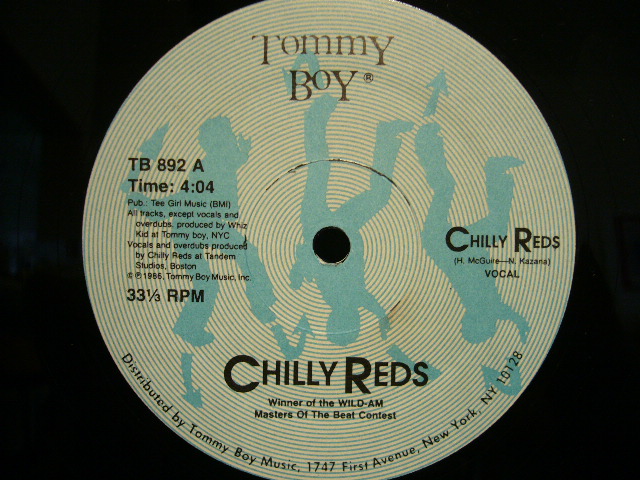 Tommy
Boy®
TB 892 A
Time: 4:04
Pub.: Tee Girl Music (BMI)
All tracks, except vocals and
overdubs, produced by Whiz
Kid at Tommy boy, NYC
Vocals and overdubs produced
by Chilly Reds at Tandem
Studios, Boston
© ℗ 1986, Tommy Boy Music, Inc.
33⅓ RPM
CHILLY REDS
(H. McGuire—N. Kazana)
VOCAL
CHILLY REDS
Winner of the WILD-AM
Masters Of The Beat Contest
Distributed by Tommy Boy Music, 1747 First Avenue, New York, NY 10128